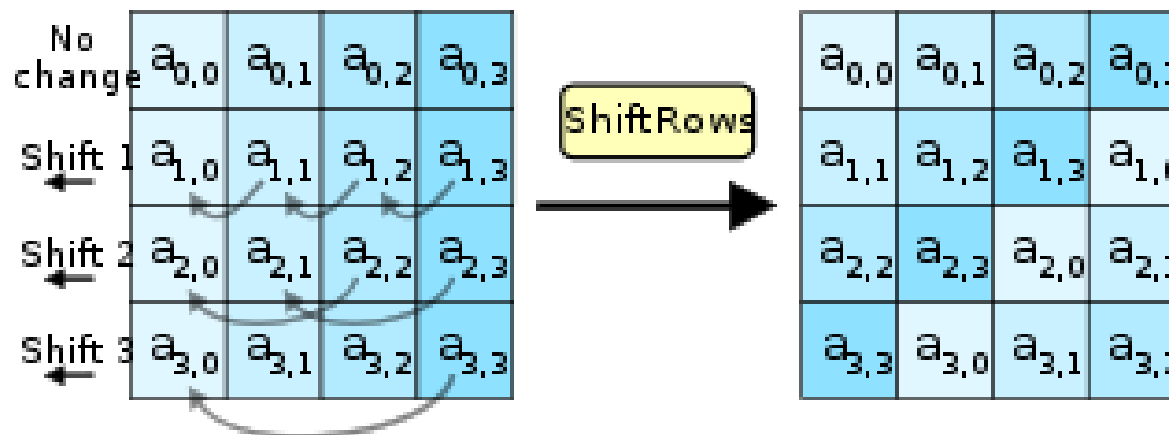 No
change
a0,0 a0,1 a0,2 a0,3
Shift 1
a1,0 a1,1 a1,2 a1,3
Shift 2
a2,0 a2,1 a2,2 a2,3
Shift 3
a3,0 a3,1 a3,2 a3,3
ShiftRows
a0,0 a0,1 a0,2
a1,1 a1,2 a1,3
a2,2 a2,3 a2,0
a3,3 a3,0 a3,1